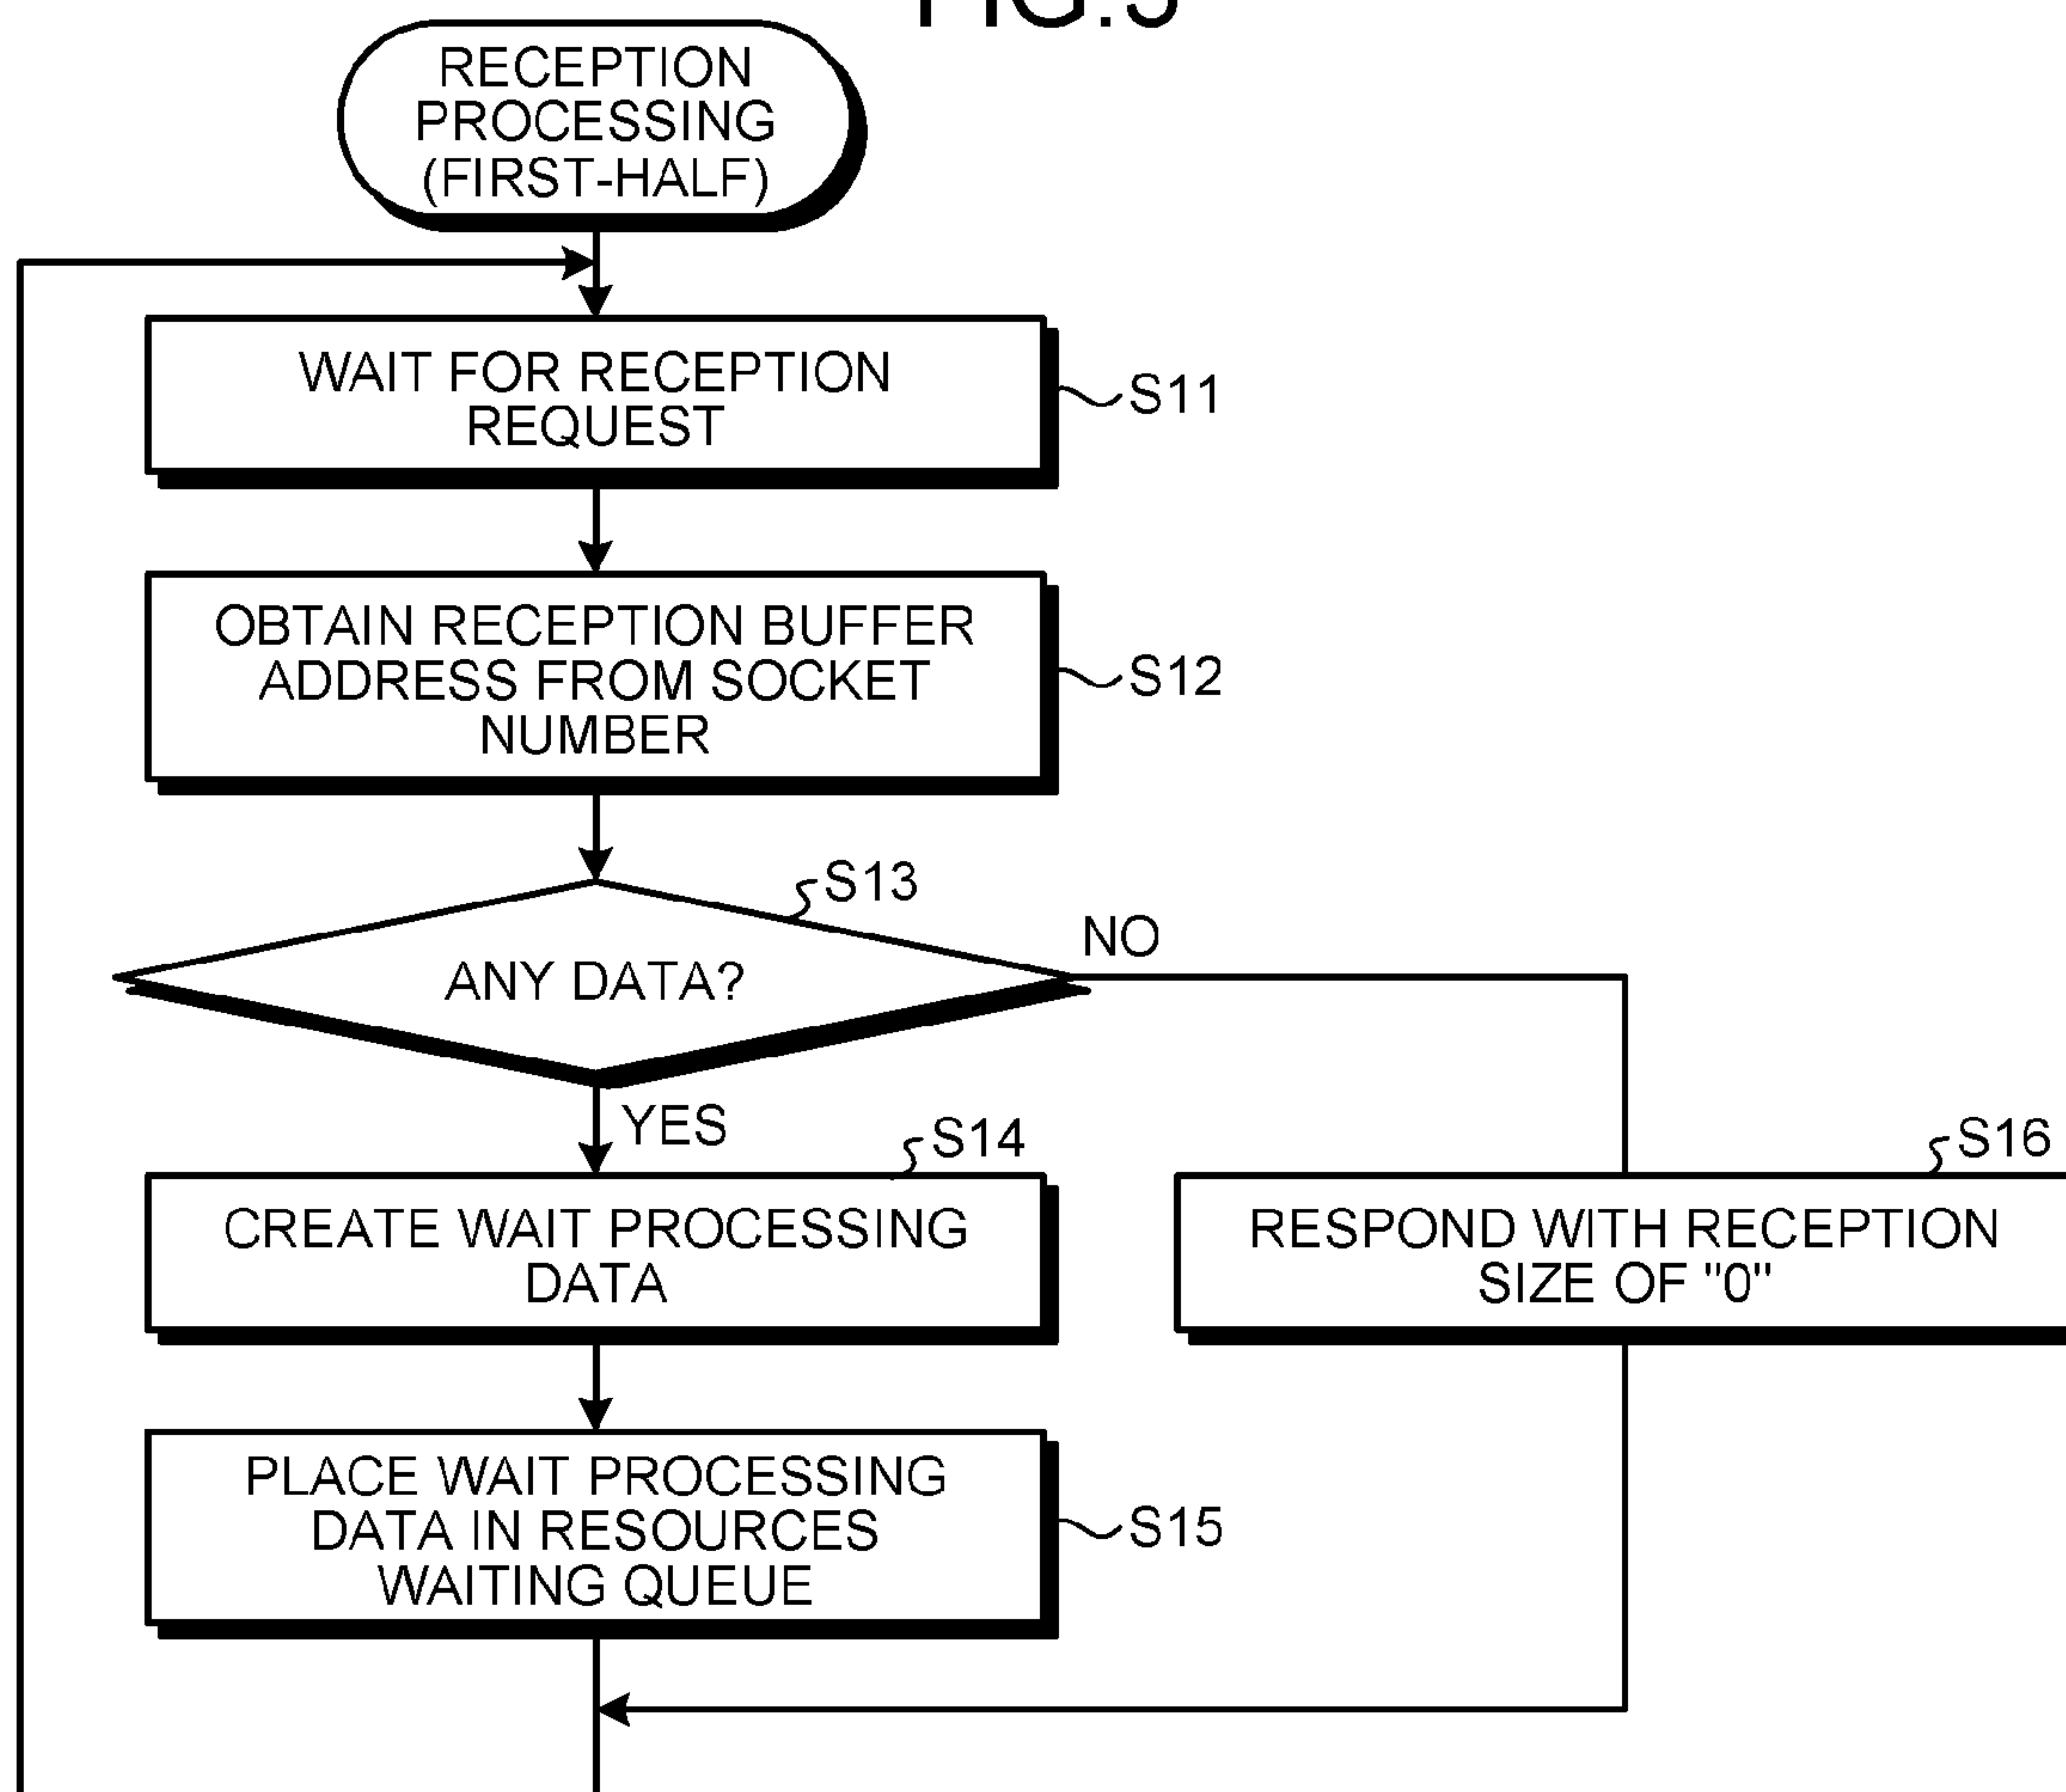 FIG.
RECEPTION
PROCESSING
(FIRST-HALF)
WAIT FOR RECEPTION
REQUEST
S11
OBTAIN RECEPTION BUFFER
ADDRESS FROM SOCKET
NUMBER
S12
S13
ANY DATA?
NO
YES
S14
CREATE WAIT PROCESSING
DATA
S16
RESPOND WITH RECEPTION
SIZE OF "0"
PLACE WAIT PROCESSING
DATA IN RESOURCES
WAITING QUEUE
S15